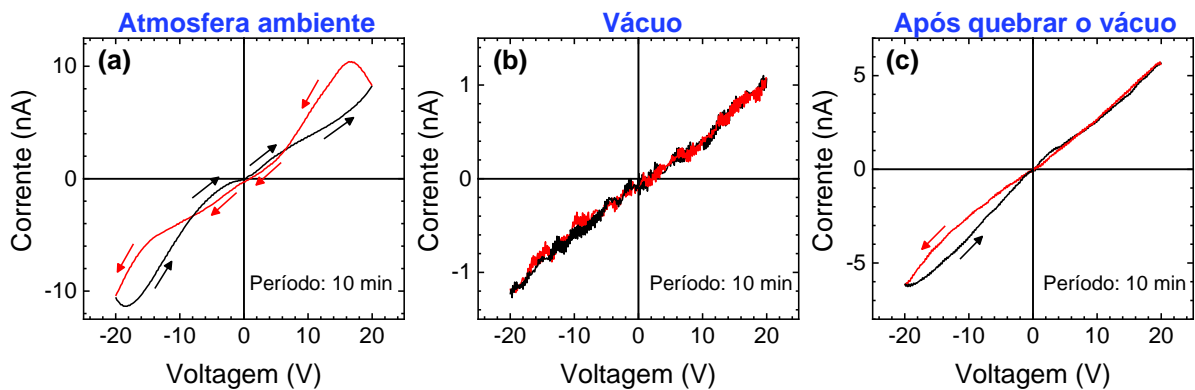 Atmosfera ambiente
(a)
10
0
-10
-20
-10
0
10
20
Corrente (nA)
Voltagem (V)
Período: 10 min
Vácuo
(b)
1
0
-1
-20
-10
0
10
20
Corrente (nA)
Voltagem (V)
Período: 10 min
Após quebrar o vácuo
(c)
5
0
-5
-20
-10
0
10
20
Corrente (nA)
Voltagem (V)
Período: 10 min